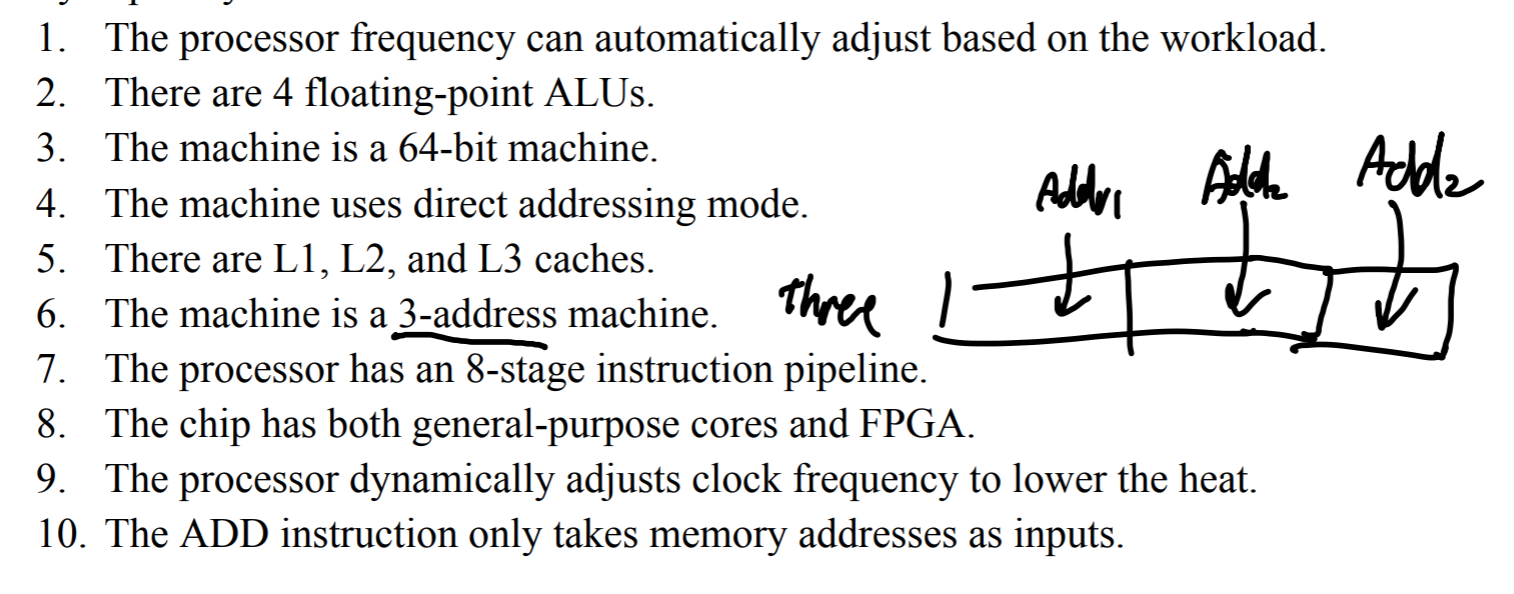 1. The processor frequency can automatically adjust based on the workload.
2. There are 4 floating-point ALUs.
3. The machine is a 64-bit machine.
4. The machine uses direct addressing mode.
Addr1 Add2 Add2
5. There are L1, L2, and L3 caches.
6. The machine is a 3-address machine. three
7. The processor has an 8-stage instruction pipeline.
8. The chip has both general-purpose cores and FPGA.
9. The processor dynamically adjusts clock frequency to lower the heat.
10. The ADD instruction only takes memory addresses as inputs.